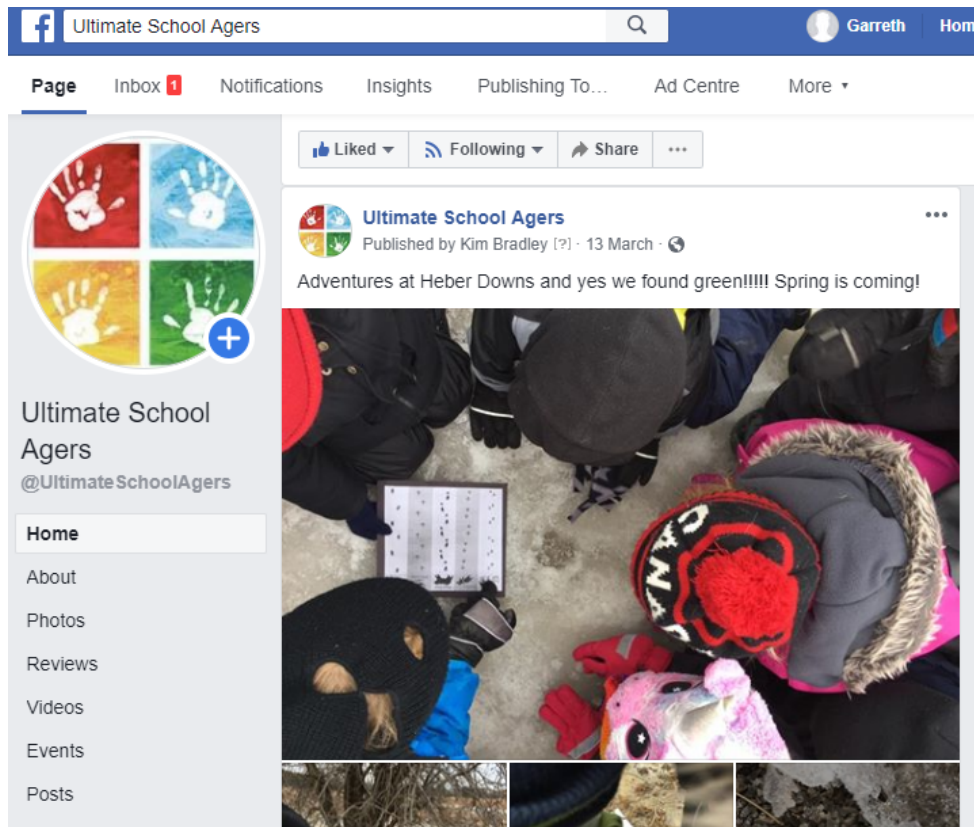 Ultimate School Agers
Garreth Hom
Page Inbox 1 Notifications Insights Publishing To... Ad Centre More
Liked Following Share
Ultimate School Agers
Published by Kim Bradley [?] · 13 March ·
Adventures at Heber Downs and yes we found green!!!!! Spring is coming!
CANA
Ultimate School
Agers
@UltimateSchoolAgers
Home
About
Photos
Reviews
Videos
Events
Posts